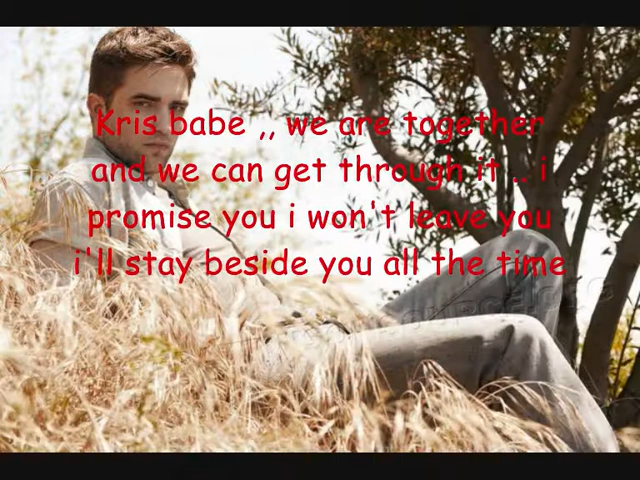 Kris babe ,, we are together
and we can get through it .. i
promise you i won't leave you
i'll stay beside you all the time